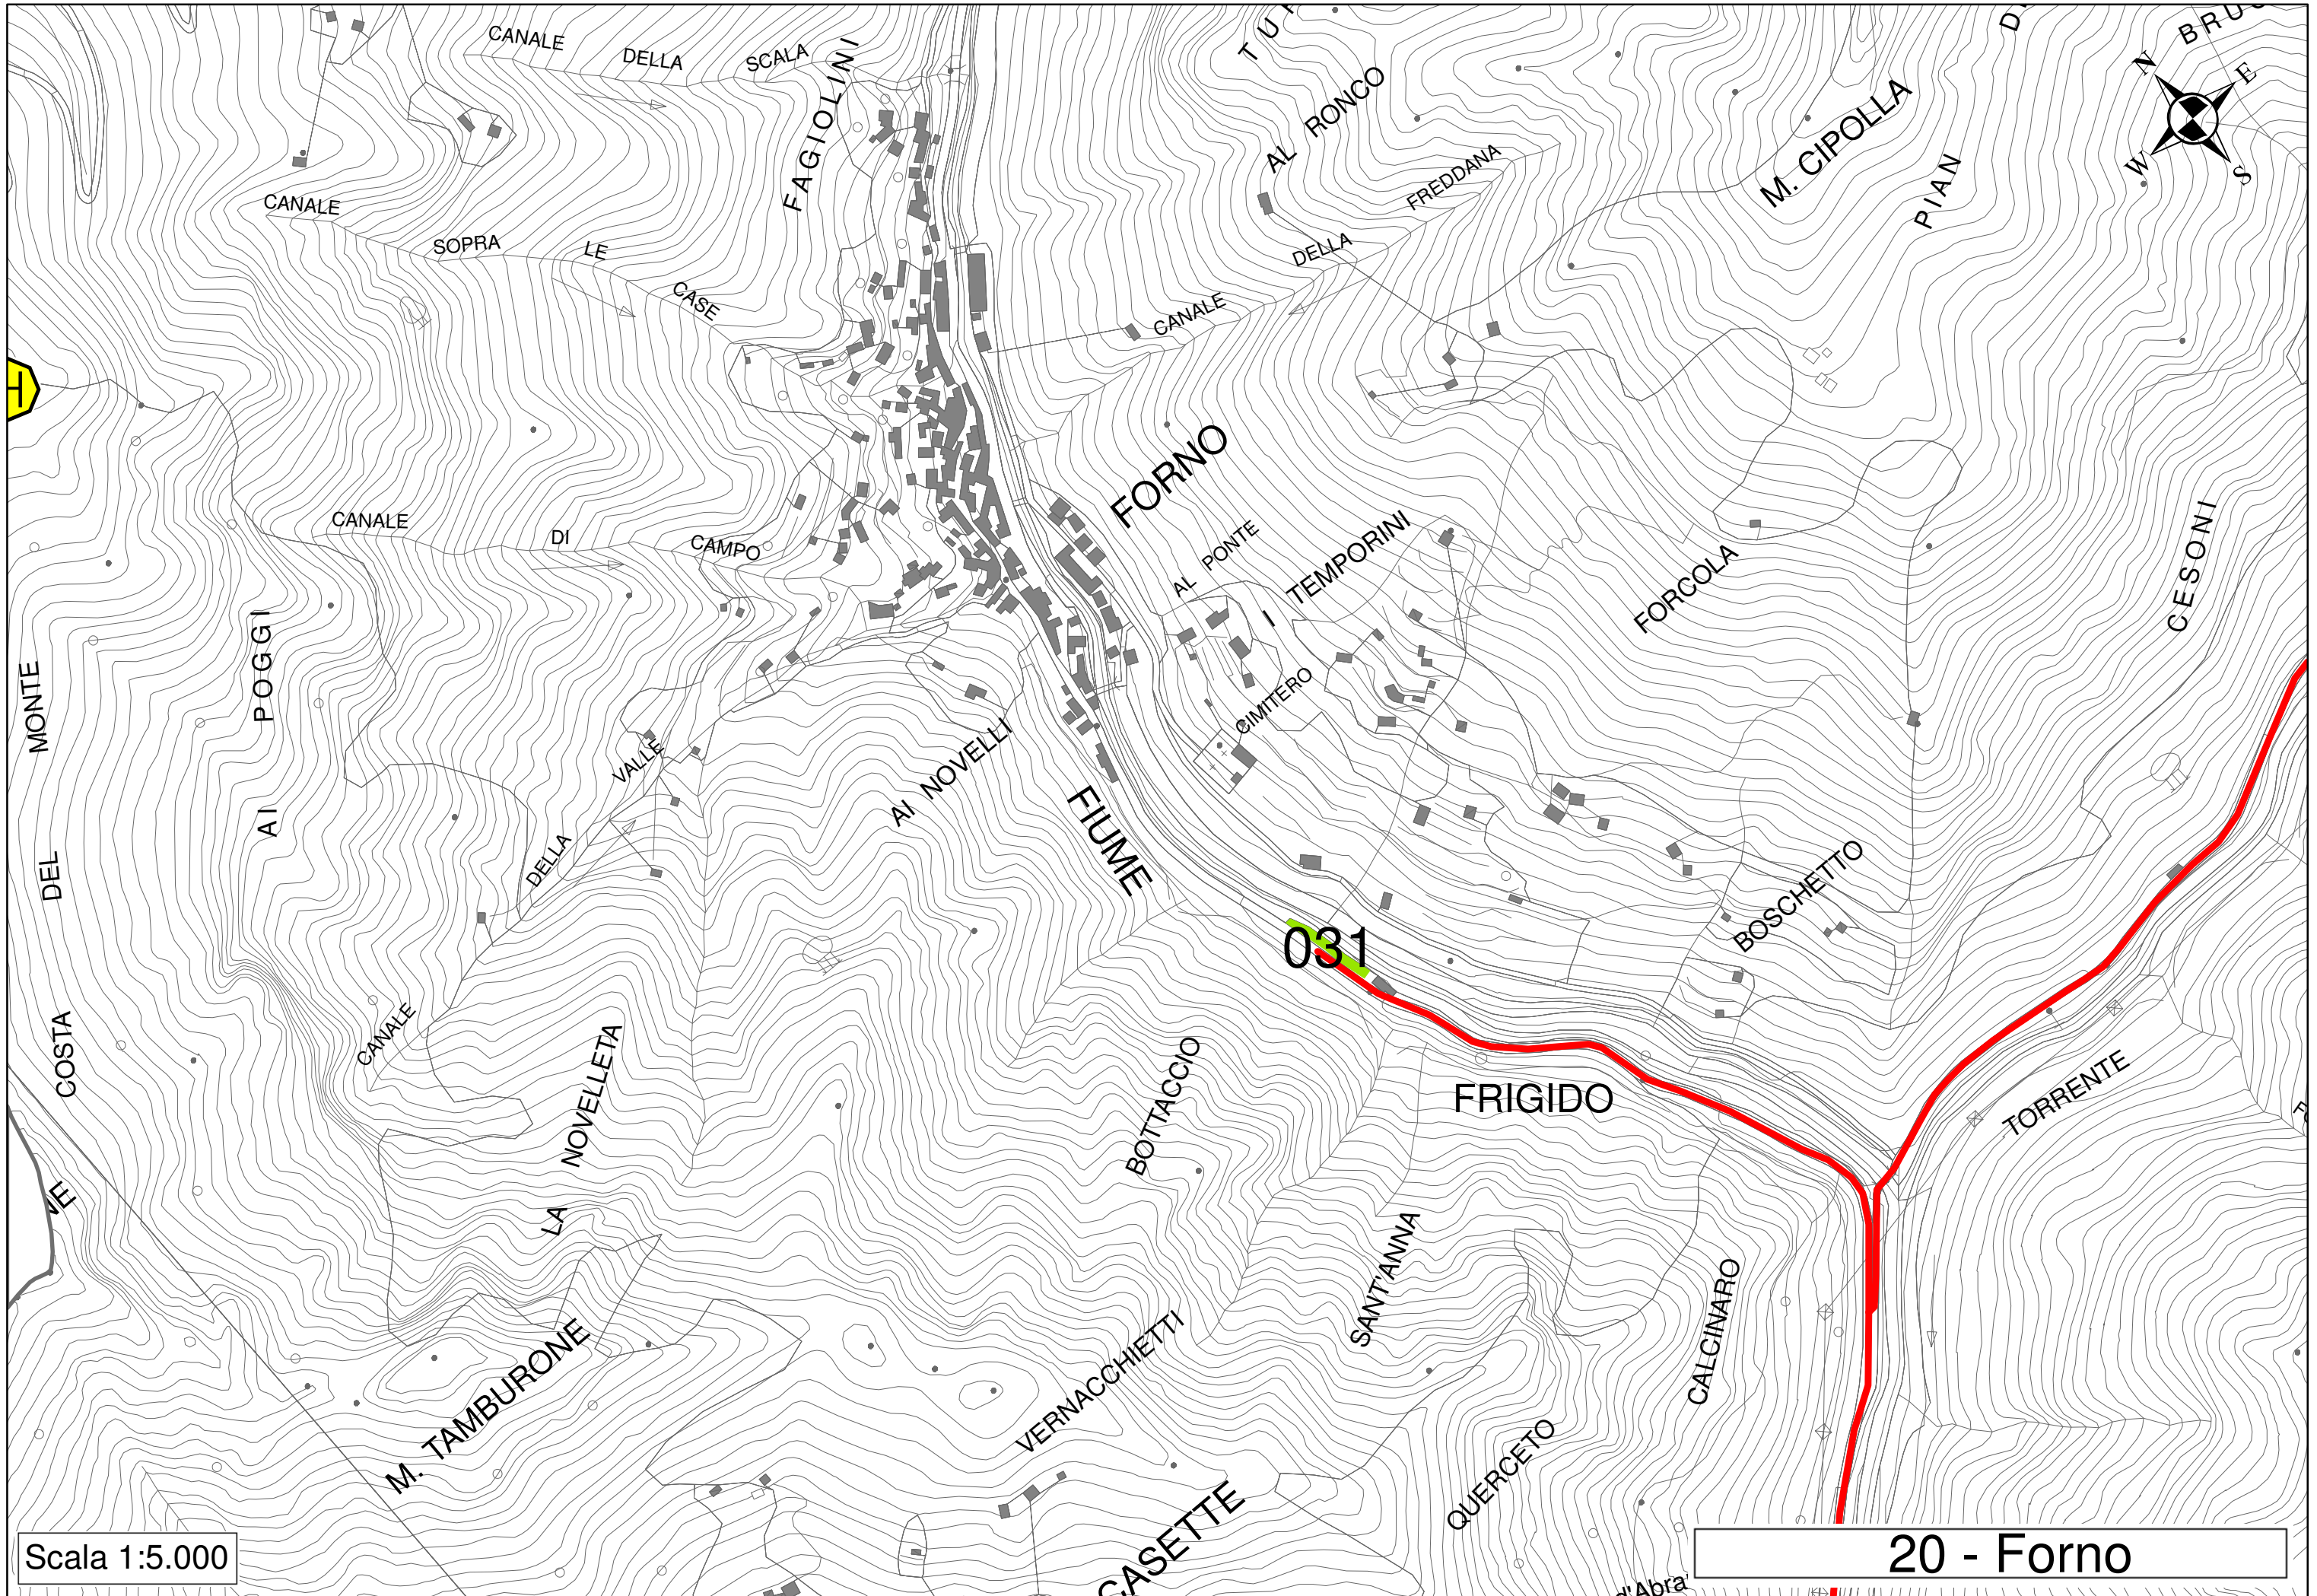 CANALE DELLA SCALA
FAGIOLINI
AL RONCO
M. CIPOLLA
PIAN
N
E
W
S
CANALE SOPRA LE CASE
CANALE DELLA FREDDANA
H
FORNO
CANALE DI CAMPO
AL PONTE
I TEMPORINI
FORCOLA
CESONI
AI POGGI
COSTA DEL MONTE
CIMITERO
AI NOVELLI
CANALE DELLA VALLE
FIUME
FRIGIDO
BOSCHETTO
031
LA NOVELLETA
BOTTACCIO
TORRENTE
SANT'ANNA
CALCINARO
M. TAMBURONE
VERNACCHIETTI
QUERCETO
CASETTE
Scala 1:5.000
20 - Forno